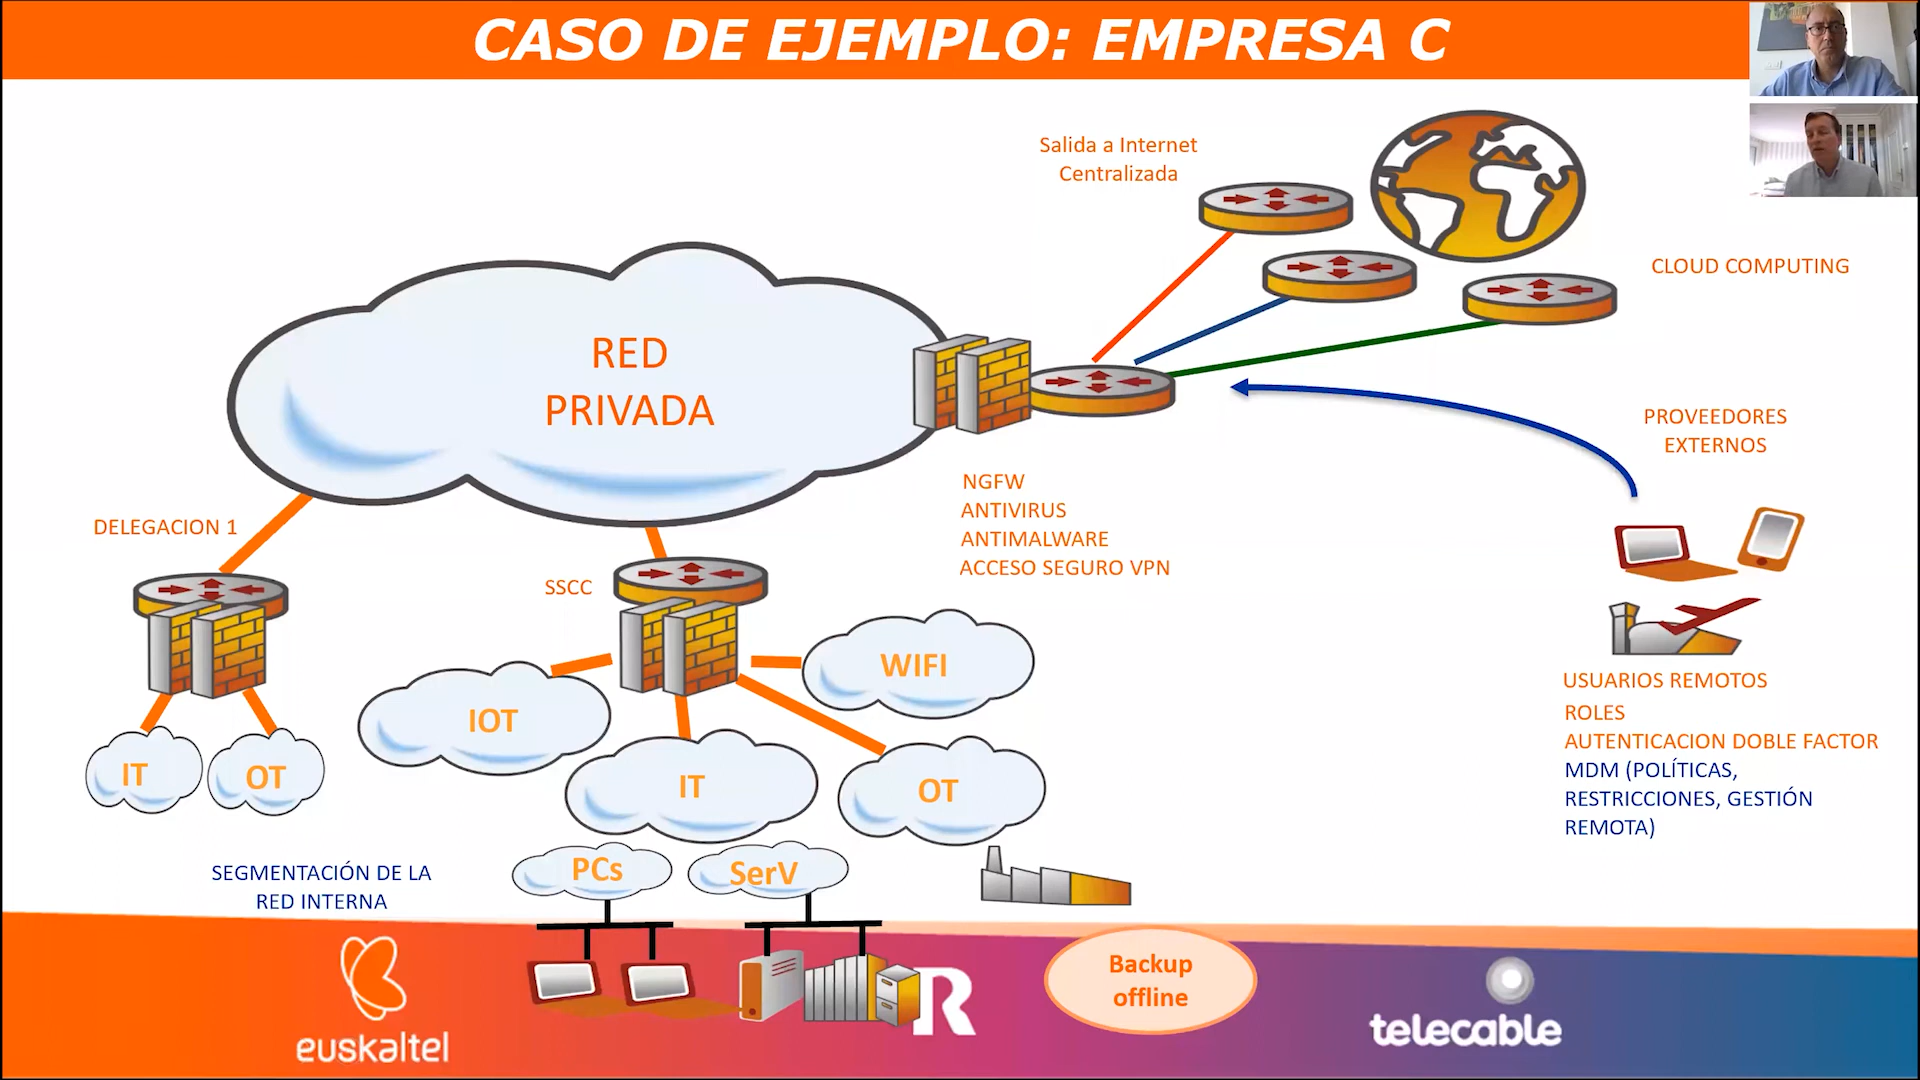 CASO DE EJEMPLO: EMPRESA C
Salida a Internet
Centralizada
CLOUD COMPUTING
RED
PRIVADA
PROVEEDORES
EXTERNOS
NGFW
ANTIVIRUS
ANTIMALWARE
ACCESO SEGURO VPN
DELEGACION 1
SSCC
WIFI
IOT
IT
OT
IT
OT
USUARIOS REMOTOS
ROLES
AUTENTICACION DOBLE FACTOR
MDM (POLÍTICAS,
RESTRICCIONES, GESTIÓN
REMOTA)
PCs
SerV
SEGMENTACIÓN DE LA
RED INTERNA
Backup
offline
euskaltel
R
telecable